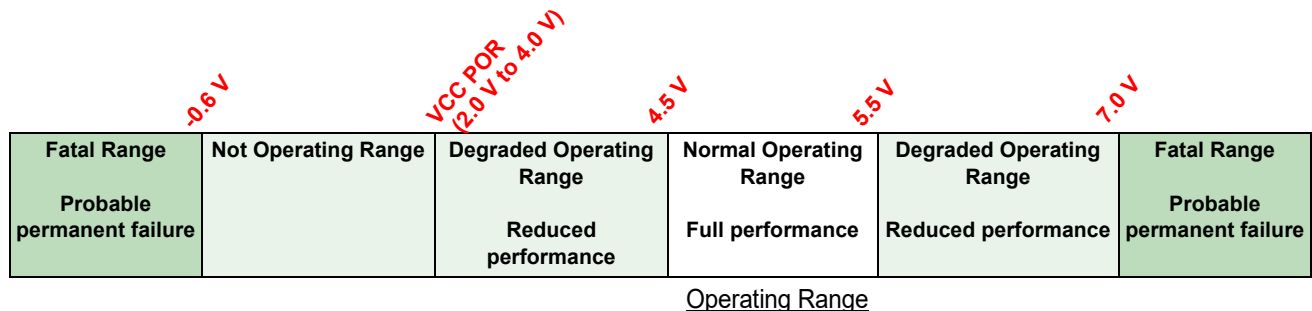 -0.6 V
VCC POR
(2.0 V to 4.0 V)
4.5 V
5.5 V
7.0 V
Fatal Range
Probable
permanent failure
Not Operating Range
Degraded Operating
Range
Reduced
performance
Normal Operating
Range
Full performance
Degraded Operating
Range
Reduced performance
Fatal Range
Probable
permanent failure
Operating Range